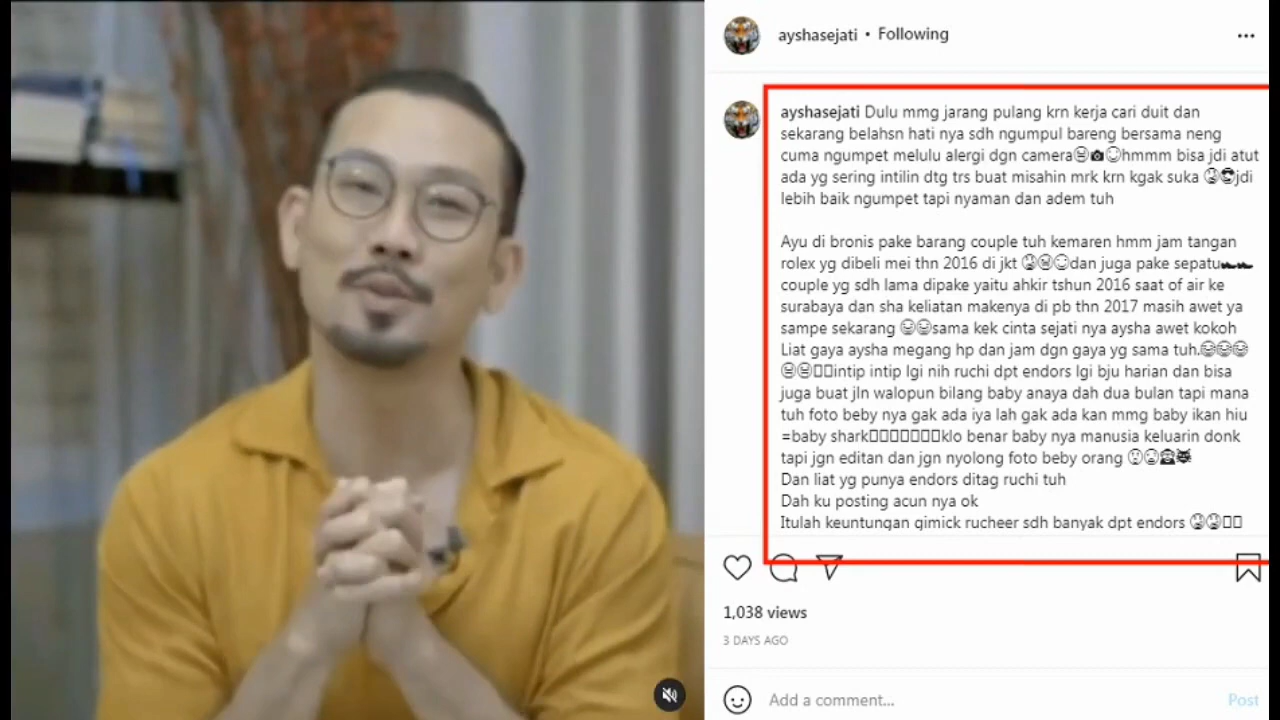 ayshasejati • Following
ayshasejati Dulu mmg jarang pulang krn kerja cari duit dan
sekarang belahsn hati nya sdh ngumpul bareng bersama neng
cuma ngumpet melulu alergi dgn camera😆📷😏hmmm bisa jdi atut
ada yg sering intilin dtg trs buat misahin mrk krn kgak suka 😜😎jdi
lebih baik ngumpet tapi nyaman dan adem tuh
Ayu di bronis pake barang couple tuh kemaren hmm jam tangan
rolex yg dibeli mei thn 2016 di jkt 😜😆😏dan juga pake sepatu👞👞
couple yg sdh lama dipake yaitu ahkir tshun 2016 saat of air ke
surabaya dan sha keliatan makenya di pb thn 2017 masih awet ya
sampe sekarang 😄😄sama kek cinta sejati nya aysha awet kokoh
Liat gaya aysha megang hp dan jam dgn gaya yg sama tuh.😂😂😂
😆😆▯▯intip intip lgi nih ruchi dpt endors lgi bju harian dan bisa
juga buat jln walopun bilang baby anaya dah dua bulan tapi mana
tuh foto beby nya gak ada iya lah gak ada kan mmg baby ikan hiu
=baby shark▯▯▯▯▯▯▯klo benar baby nya manusia keluarin donk
tapi jgn editan dan jgn nyolong foto beby orang 😗😜🙈😼
Dan liat yg punya endors ditag ruchi tuh
Dah ku posting acun nya ok
Itulah keuntungan gimick rucheer sdh banyak dpt endors 😜😜▯▯
1,038 views
3 DAYS AGO
Add a comment...
Post